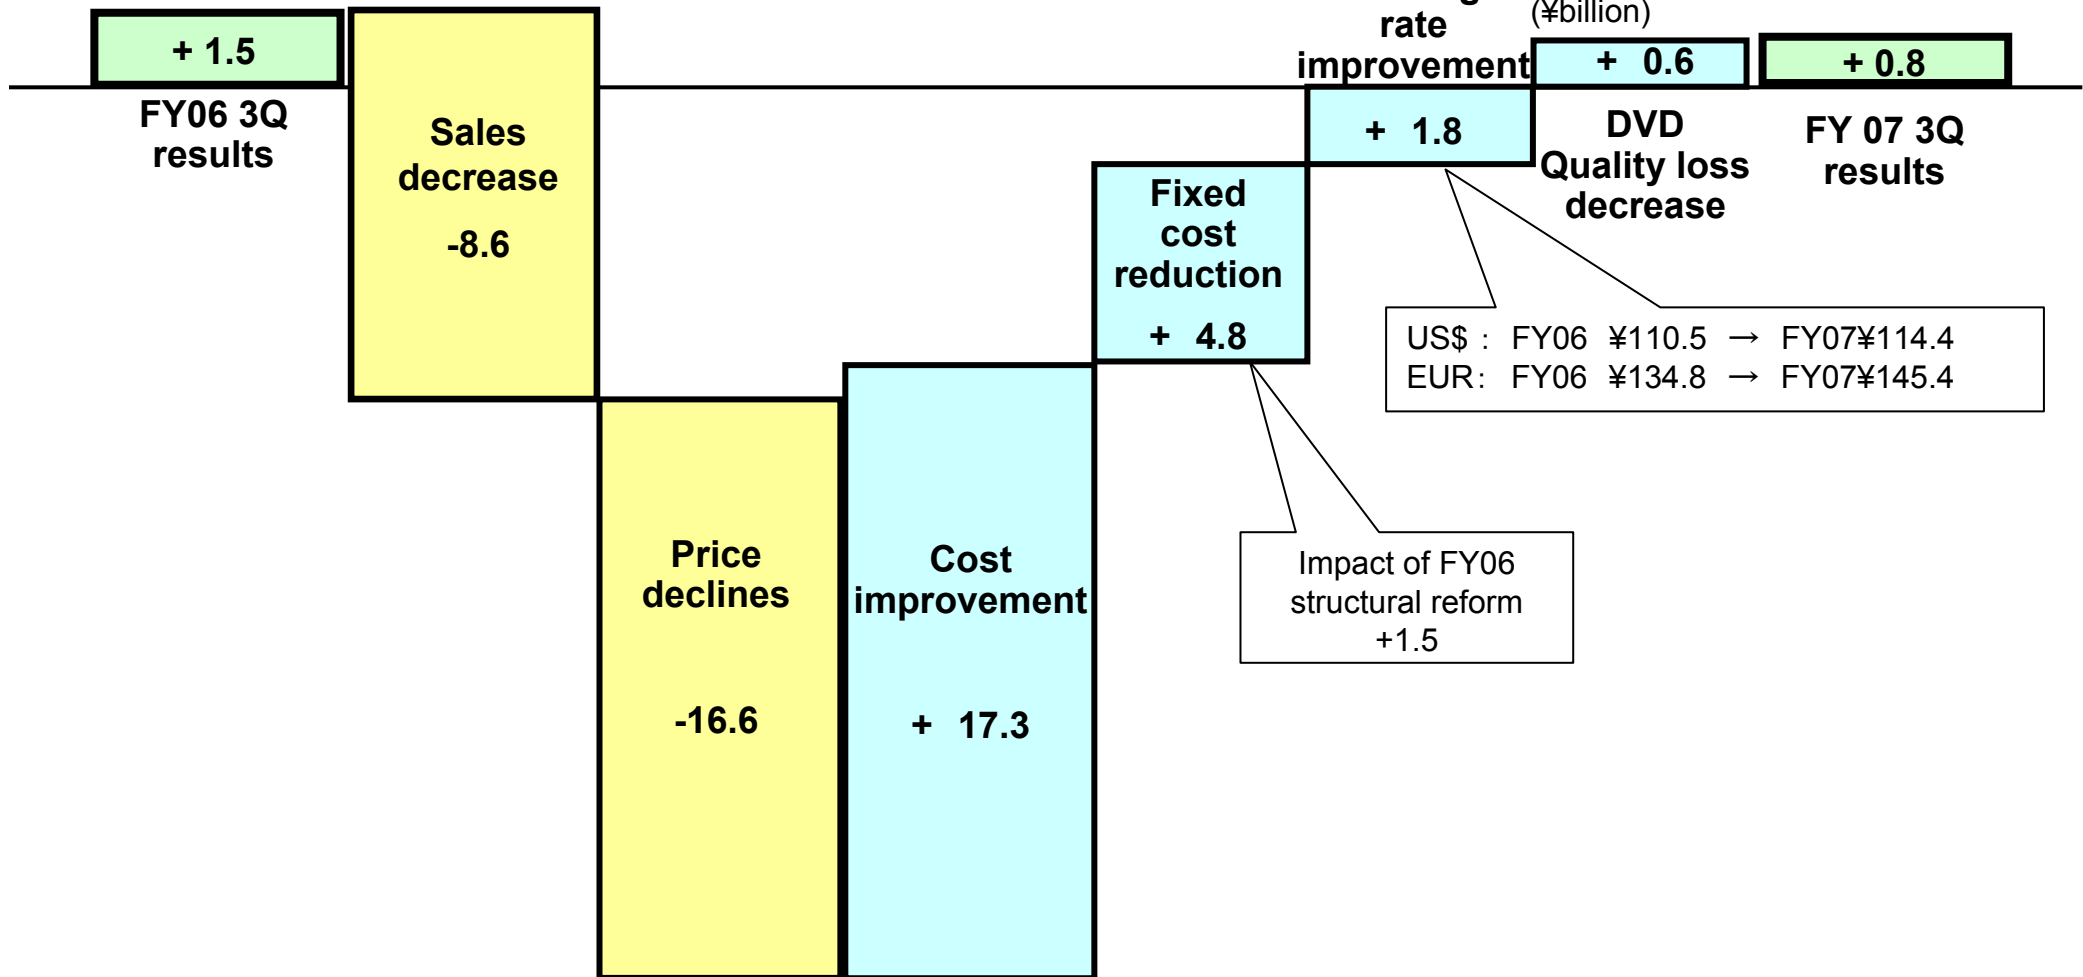 (¥billion)
+ 1.5
FY06 3Q
results
Sales
decrease
-8.6
Price
declines
-16.6
Cost
improvement
+ 17.3
Fixed
cost
reduction
+ 4.8
Impact of FY06
structural reform
+1.5
rate
improvement
+ 1.8
US$ : FY06 ¥110.5 → FY07¥114.4
EUR: FY06 ¥134.8 → FY07¥145.4
+ 0.6
DVD
Quality loss
decrease
+ 0.8
FY 07 3Q
results